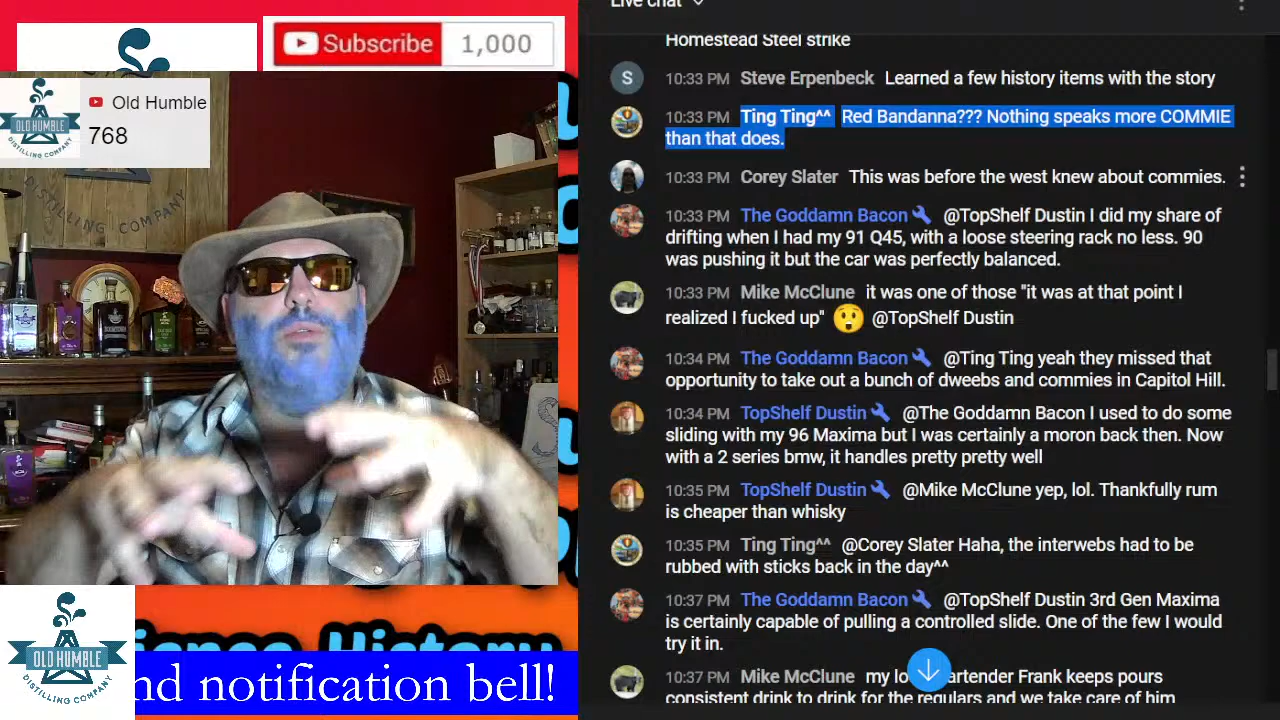 Subscribe 1,000
Old Humble
768
OLD HUMBLE
DISTILLING COMPANY
DISTILLING COMPANY
OLD HUMBLE
DISTILLING COMPANY
ience History
nd notification bell!
Live chat
Homestead Steel strike
S
10:33 PM Steve Erpenbeck Learned a few history items with the story
10:33 PM Ting Ting^^ Red Bandanna??? Nothing speaks more COMMIE
than that does.
10:33 PM Corey Slater This was before the west knew about commies.
10:33 PM The Goddamn Bacon @TopShelf Dustin I did my share of
drifting when I had my 91 Q45, with a loose steering rack no less. 90
was pushing it but the car was perfectly balanced.
10:33 PM Mike McClune it was one of those "it was at that point I
realized I fucked up" 😲 @TopShelf Dustin
10:34 PM The Goddamn Bacon @Ting Ting yeah they missed that
opportunity to take out a bunch of dweebs and commies in Capitol Hill.
10:34 PM TopShelf Dustin @The Goddamn Bacon I used to do some
sliding with my 96 Maxima but I was certainly a moron back then. Now
with a 2 series bmw, it handles pretty pretty well
10:35 PM TopShelf Dustin @Mike McClune yep, lol. Thankfully rum
is cheaper than whisky
10:35 PM Ting Ting^^ @Corey Slater Haha, the interwebs had to be
rubbed with sticks back in the day^^
10:37 PM The Goddamn Bacon @TopShelf Dustin 3rd Gen Maxima
is certainly capable of pulling a controlled slide. One of the few I would
try it in.
10:37 PM Mike McClune my lo artender Frank keeps pours
consistent drink to drink for the regulars and we take care of him